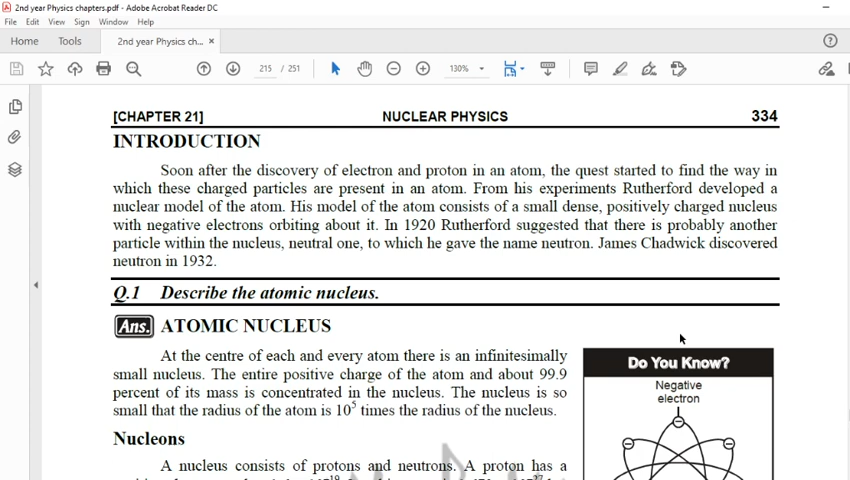 2nd year Physics chapters.pdf - Adobe Acrobat Reader DC
File Edit View Sign Window Help
Home Tools 2nd year Physics ch... ×
215 / 251 130%
[CHAPTER 21] NUCLEAR PHYSICS 334
INTRODUCTION
Soon after the discovery of electron and proton in an atom, the quest started to find the way in
which these charged particles are present in an atom. From his experiments Rutherford developed a
nuclear model of the atom. His model of the atom consists of a small dense, positively charged nucleus
with negative electrons orbiting about it. In 1920 Rutherford suggested that there is probably another
particle within the nucleus, neutral one, to which he gave the name neutron. James Chadwick discovered
neutron in 1932.
Q.1 Describe the atomic nucleus.
Ans. ATOMIC NUCLEUS
At the centre of each and every atom there is an infinitesimally
small nucleus. The entire positive charge of the atom and about 99.9
percent of its mass is concentrated in the nucleus. The nucleus is so
small that the radius of the atom is 10⁵ times the radius of the nucleus.
Do You Know?
Negative
electron
Nucleons
A nucleus consists of protons and neutrons. A proton has a